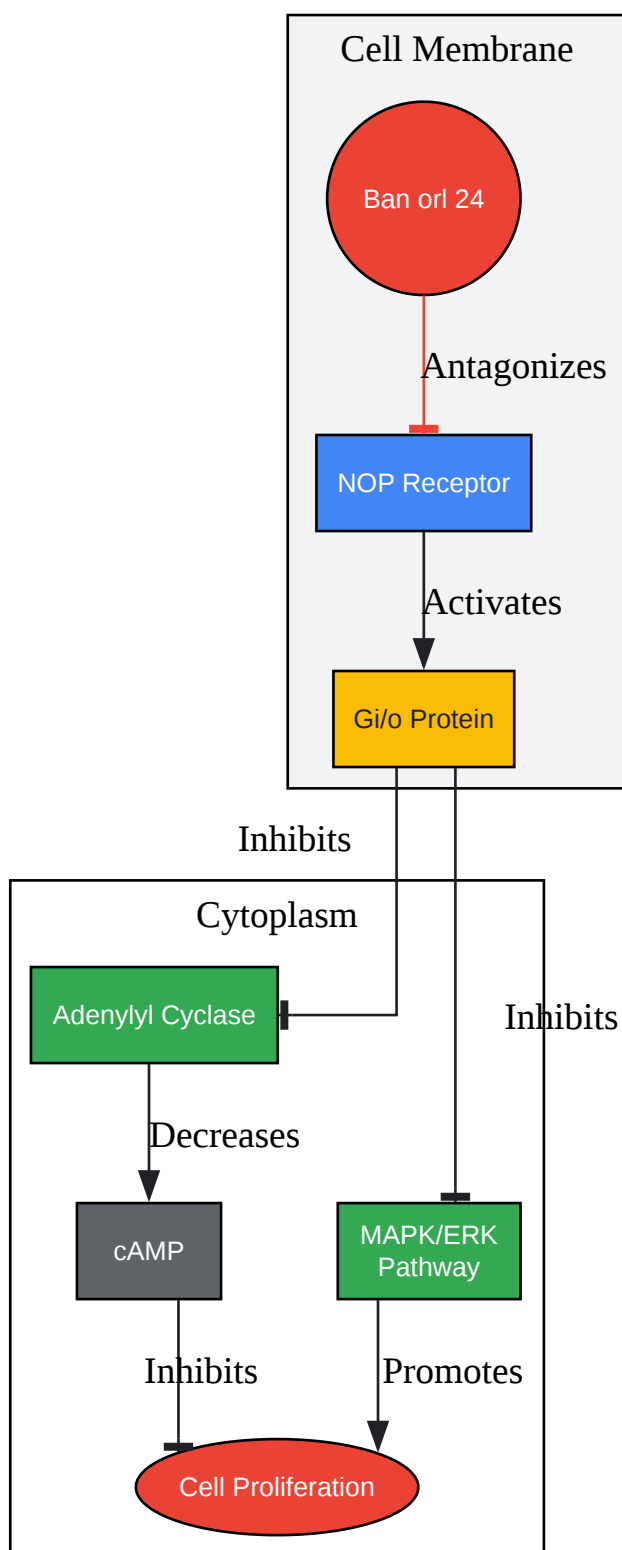 Cell Membrane
Ban orl 24
Antagonizes
NOP Receptor
Activates
Gi/o Protein
Inhibits
Cytoplasm
Adenylyl Cyclase
Inhibits
Decreases
cAMP
MAPK/ERK
Pathway
Inhibits
Promotes
Cell Proliferation